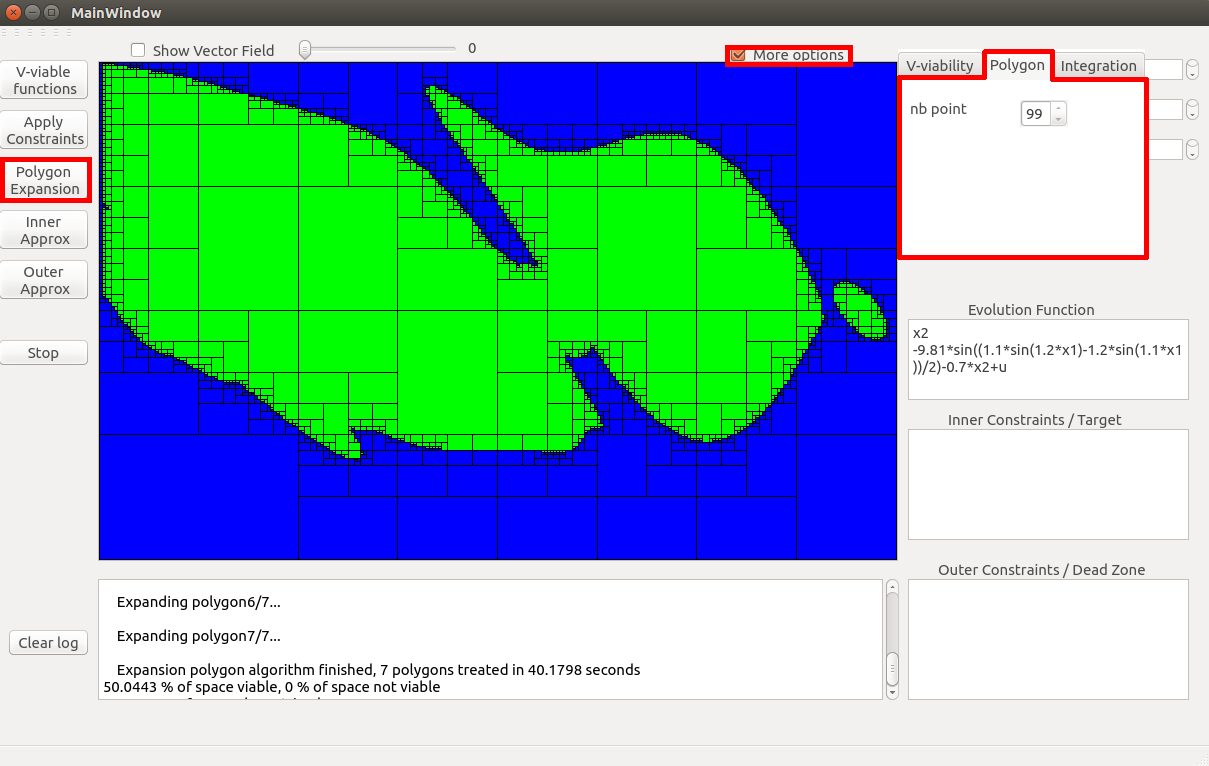 MainWindow
Show Vector Field
0
More options
V-viable
functions
Apply
Constraints
Polygon
Expansion
Inner
Approx
Outer
Approx
Stop
V-viability
Polygon
Integration
nb point
99
Evolution Function
x2
-9.81*sin((1.1*sin(1.2*x1)-1.2*sin(1.1*x1
))/2)-0.7*x2+u
Inner Constraints / Target
Outer Constraints / Dead Zone
Expanding polygon6/7...
Expanding polygon7/7...
Expansion polygon algorithm finished, 7 polygons treated in 40.1798 seconds
50.0443 % of space viable, 0 % of space not viable
Clear log